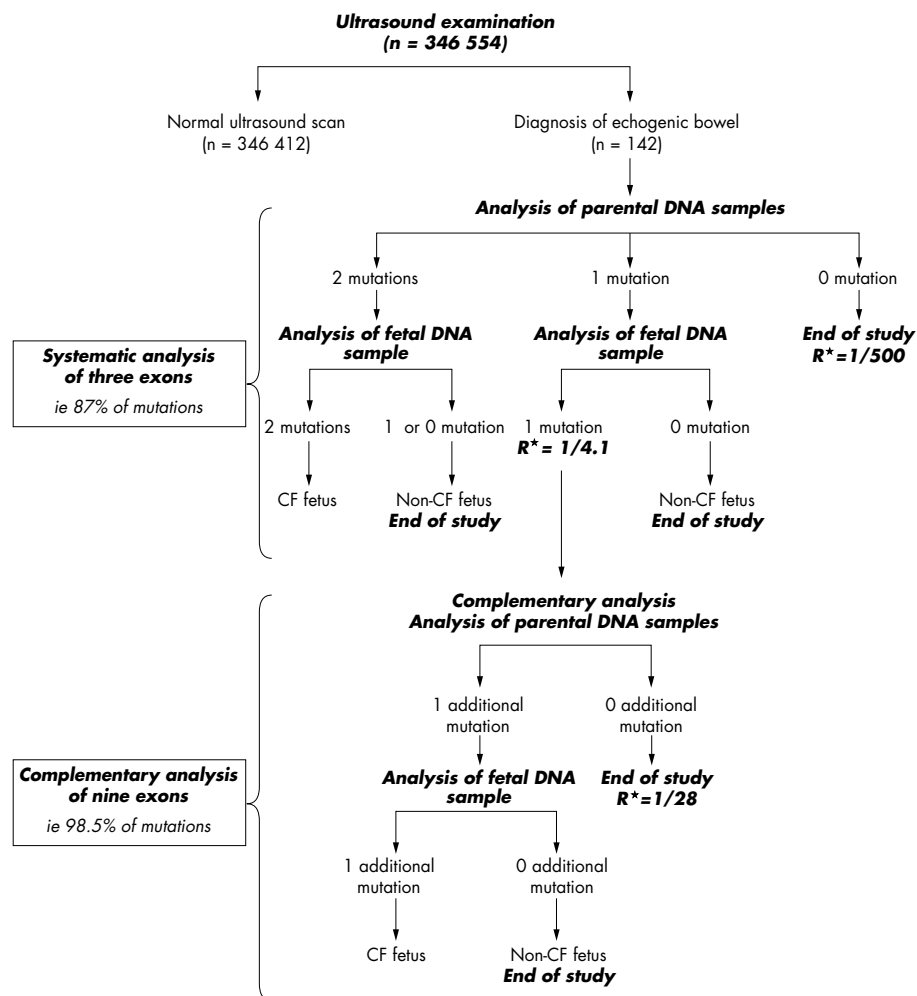 Ultrasound examination
(n = 346 554)
Normal ultrasound scan
(n = 346 412)
Diagnosis of echogenic bowel
(n = 142)
Analysis of parental DNA samples
2 mutations
1 mutation
0 mutation
Analysis of fetal DNA
sample
Analysis of fetal DNA
sample
End of study
R*=1/500
Systematic analysis
of three exons
ie 87% of mutations
2 mutations
1 or 0 mutation
1 mutation
R*= 1/4.1
0 mutation
CF fetus
Non-CF fetus
End of study
Non-CF fetus
End of study
Complementary analysis
Analysis of parental DNA samples
1 additional
mutation
0 additional
mutation
Complementary analysis
of nine exons
ie 98.5% of mutations
Analysis of fetal DNA
sample
End of study
R*=1/28
1 additional
mutation
0 additional
mutation
CF fetus
Non-CF fetus
End of study